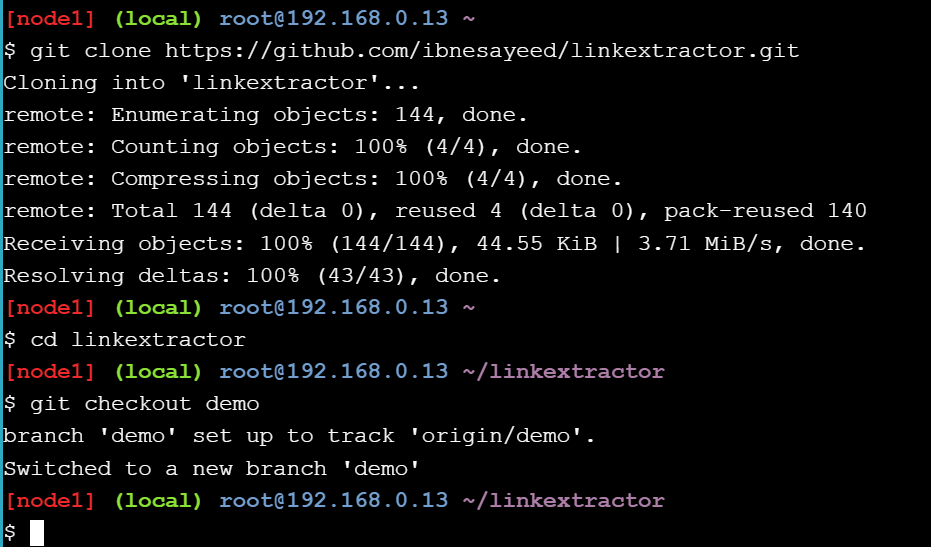 [node1] (local) root@192.168.0.13 ~
$ git clone https://github.com/ibnesayeed/linkextractor.git
Cloning into 'linkextractor'...
remote: Enumerating objects: 144, done.
remote: Counting objects: 100% (4/4), done.
remote: Compressing objects: 100% (4/4), done.
remote: Total 144 (delta 0), reused 4 (delta 0), pack-reused 140
Receiving objects: 100% (144/144), 44.55 KiB | 3.71 MiB/s, done.
Resolving deltas: 100% (43/43), done.
[node1] (local) root@192.168.0.13 ~
$ cd linkextractor
[node1] (local) root@192.168.0.13 ~/linkextractor
$ git checkout demo
branch 'demo' set up to track 'origin/demo'.
Switched to a new branch 'demo'
[node1] (local) root@192.168.0.13 ~/linkextractor
$